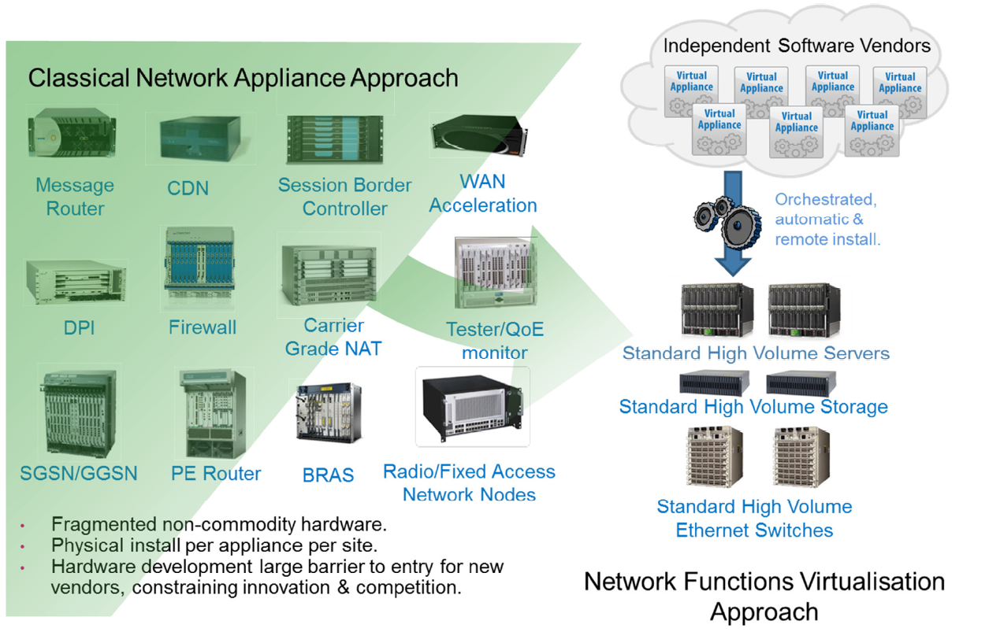 Classical Network Appliance Approach
Message
Router
CDN
Session Border
Controller
WAN
Acceleration
DPI
Firewall
Carrier
Grade NAT
Tester/QoE
monitor
SGSN/GGSN
PE Router
BRAS
Radio/Fixed Access
Network Nodes
• Fragmented non-commodity hardware.
• Physical install per appliance per site.
• Hardware development large barrier to entry for new
vendors, constraining innovation & competition.
Independent Software Vendors
Virtual
Appliance
Virtual
Appliance
Virtual
Appliance
Virtual
Appliance
Virtual
Appliance
Virtual
Appliance
Virtual
Appliance
Orchestrated,
automatic &
remote install.
Standard High Volume Servers
Standard High Volume Storage
Standard High Volume
Ethernet Switches
Network Functions Virtualisation
Approach